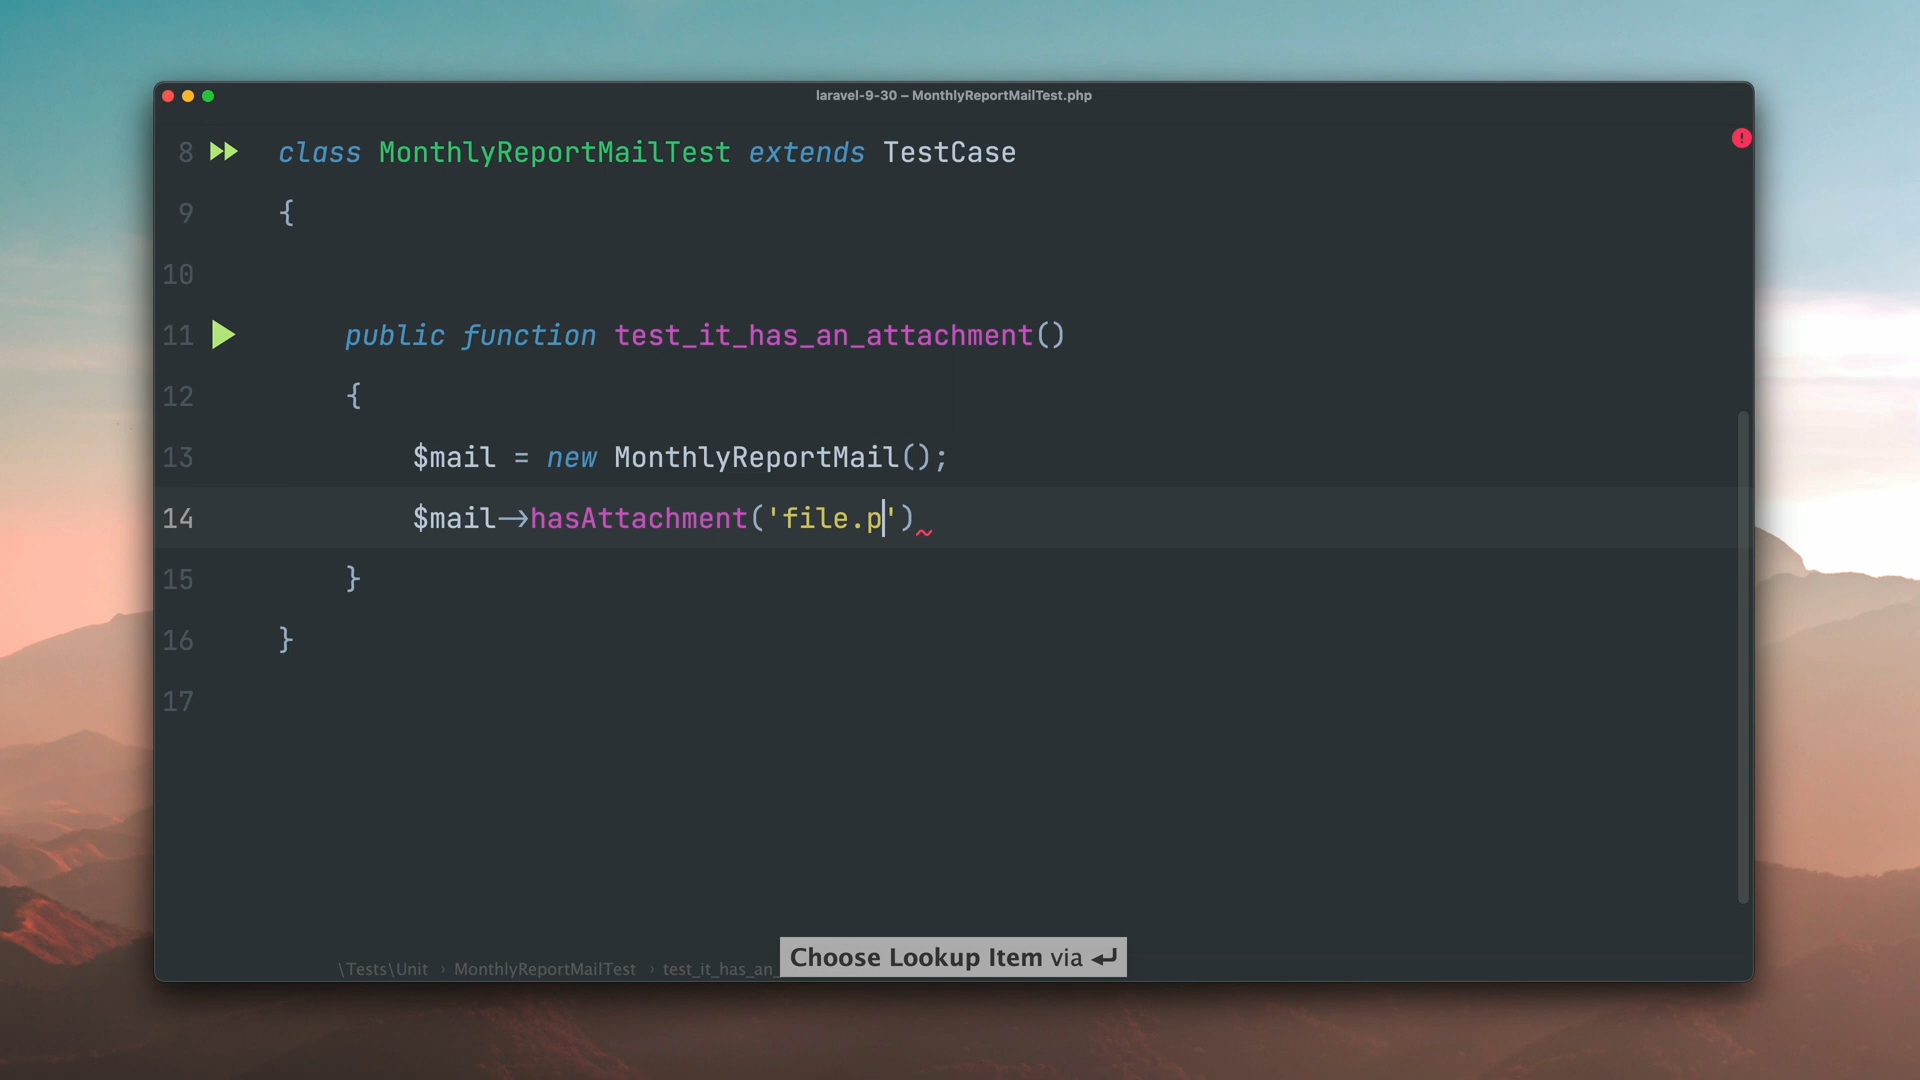 laravel-9-30 – MonthlyReportMailTest.php
8 class MonthlyReportMailTest extends TestCase
9 {
10
11 public function test_it_has_an_attachment()
12 {
13 $mail = new MonthlyReportMail();
14 $mail->hasAttachment('file.p')
15 }
16 }
17
\Tests\Unit › MonthlyReportMailTest › test_it_has_an_
Choose Lookup Item via ↵